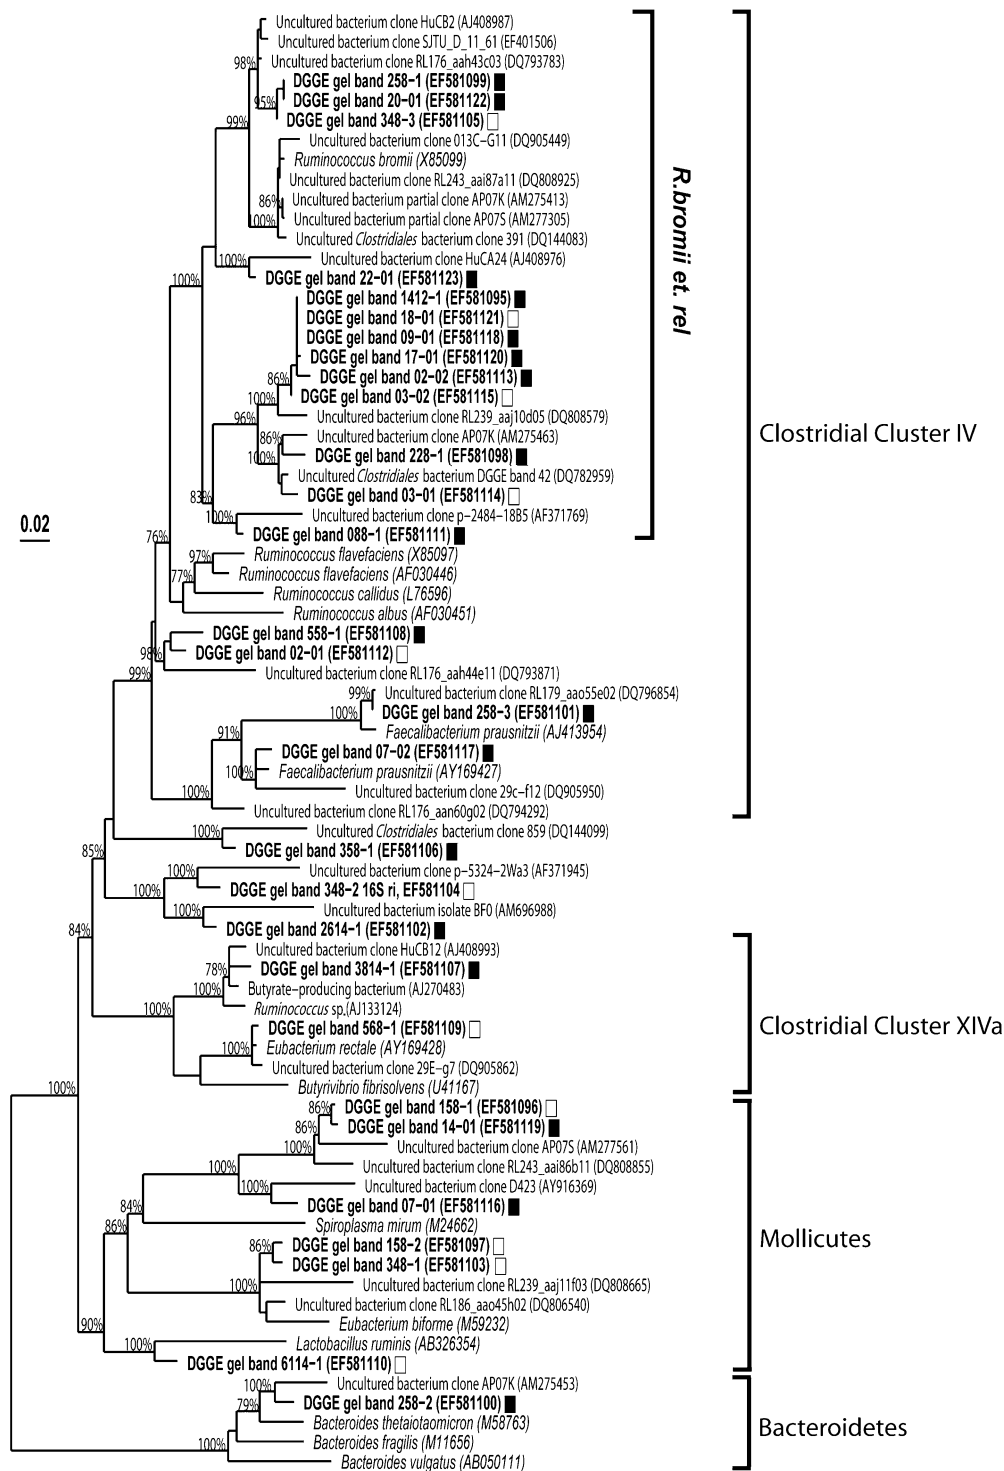 Uncultured bacterium clone HuCB2 (AJ408987)
Uncultured bacterium clone SJTU_D_11_61 (EF401506)
98%
Uncultured bacterium clone RL176_aah43c03 (DQ793783)
DGGE gel band 258-1 (EF581099)
95%
DGGE gel band 20-01 (EF581122)
99%
DGGE gel band 348-3 (EF581105)
Uncultured bacterium clone 013C-G11 (DQ905449)
Ruminococcus bromii (X85099)
Uncultured bacterium clone RL243_aai87a11 (DQ808925)
86%
Uncultured bacterium partial clone AP07K (AM275413)
100%
Uncultured bacterium partial clone AP07S (AM277305)
Uncultured Clostridiales bacterium clone 391 (DQ144083)
R.bromii et. rel
100%
Uncultured bacterium clone HuCA24 (AJ408976)
100%
DGGE gel band 22-01 (EF581123)
DGGE gel band 1412-1 (EF581095)
DGGE gel band 18-01 (EF581121)
DGGE gel band 09-01 (EF581118)
DGGE gel band 17-01 (EF581120)
86%
DGGE gel band 02-02 (EF581113)
100%
DGGE gel band 03-02 (EF581115)
96%
Uncultured bacterium clone RL239_aaj10d05 (DQ808579)
86%
Uncultured bacterium clone AP07K (AM275463)
Clostridial Cluster IV
100%
DGGE gel band 228-1 (EF581098)
Uncultured Clostridiales bacterium DGGE band 42 (DQ782959)
83%
DGGE gel band 03-01 (EF581114)
100%
Uncultured bacterium clone p-2484-18B5 (AF371769)
0.02
76%
DGGE gel band 088-1 (EF581111)
97%
Ruminococcus flavefaciens (X85097)
77%
Ruminococcus flavefaciens (AF030446)
Ruminococcus callidus (L76596)
Ruminococcus albus (AF030451)
DGGE gel band 558-1 (EF581108)
98%
DGGE gel band 02-01 (EF581112)
99%
Uncultured bacterium clone RL176_aah44e11 (DQ793871)
99%
Uncultured bacterium clone RL179_aao55e02 (DQ796854)
100%
DGGE gel band 258-3 (EF581101)
91%
Faecalibacterium prausnitzii (AJ413954)
DGGE gel band 07-02 (EF581117)
100%
Faecalibacterium prausnitzii (AY169427)
100%
Uncultured bacterium clone 29c-f12 (DQ905950)
Uncultured bacterium clone RL176_aan60g02 (DQ794292)
100%
Uncultured Clostridiales bacterium clone 859 (DQ144099)
85%
DGGE gel band 358-1 (EF581106)
100%
Uncultured bacterium clone p-5324-2Wa3 (AF371945)
100%
DGGE gel band 348-2 16S ri, EF581104
100%
Uncultured bacterium isolate BF0 (AM696988)
84%
DGGE gel band 2614-1 (EF581102)
Uncultured bacterium clone HuCB12 (AJ408993)
78%
DGGE gel band 3814-1 (EF581107)
100%
Butyrate-producing bacterium (AJ270483)
100%
Ruminococcus sp.(AJ133124)
Clostridial Cluster XIVa
DGGE gel band 568-1 (EF581109)
100%
Eubacterium rectale (AY169428)
Uncultured bacterium clone 29E-g7 (DQ905862)
100%
Butyrivibrio fibrisolvens (U41167)
86%
DGGE gel band 158-1 (EF581096)
86%
DGGE gel band 14-01 (EF581119)
100%
Uncultured bacterium clone AP07S (AM277561)
100%
Uncultured bacterium clone RL243_aai86b11 (DQ808855)
100%
Uncultured bacterium clone D423 (AY916369)
84%
DGGE gel band 07-01 (EF581116)
86%
Spiroplasma mirum (M24662)
Mollicutes
86%
DGGE gel band 158-2 (EF581097)
DGGE gel band 348-1 (EF581103)
100%
Uncultured bacterium clone RL239_aaj11f03 (DQ808665)
Uncultured bacterium clone RL186_aao45h02 (DQ806540)
90%
Eubacterium biforme (M59232)
100%
Lactobacillus ruminis (AB326354)
DGGE gel band 6114-1 (EF581110)
100%
Uncultured bacterium clone AP07K (AM275453)
79%
DGGE gel band 258-2 (EF581100)
Bacteroides thetaiotaomicron (M58763)
Bacteroidetes
100%
Bacteroides fragilis (M11656)
Bacteroides vulgatus (AB050111)